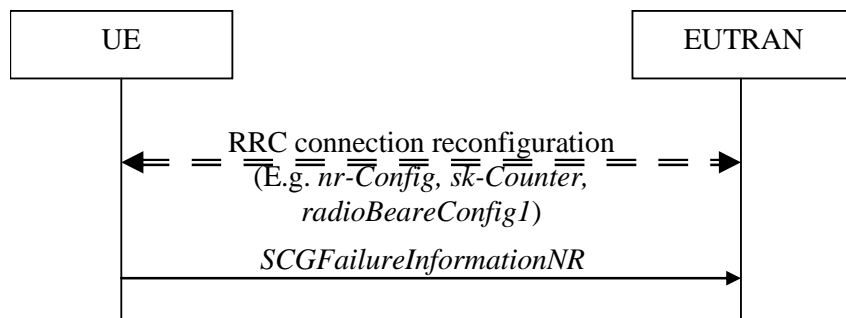 UE
EUTRAN
RRC connection reconfiguration
(E.g. nr-Config, sk-Counter,
radioBeareConfig1)
SCGFailureInformationNR